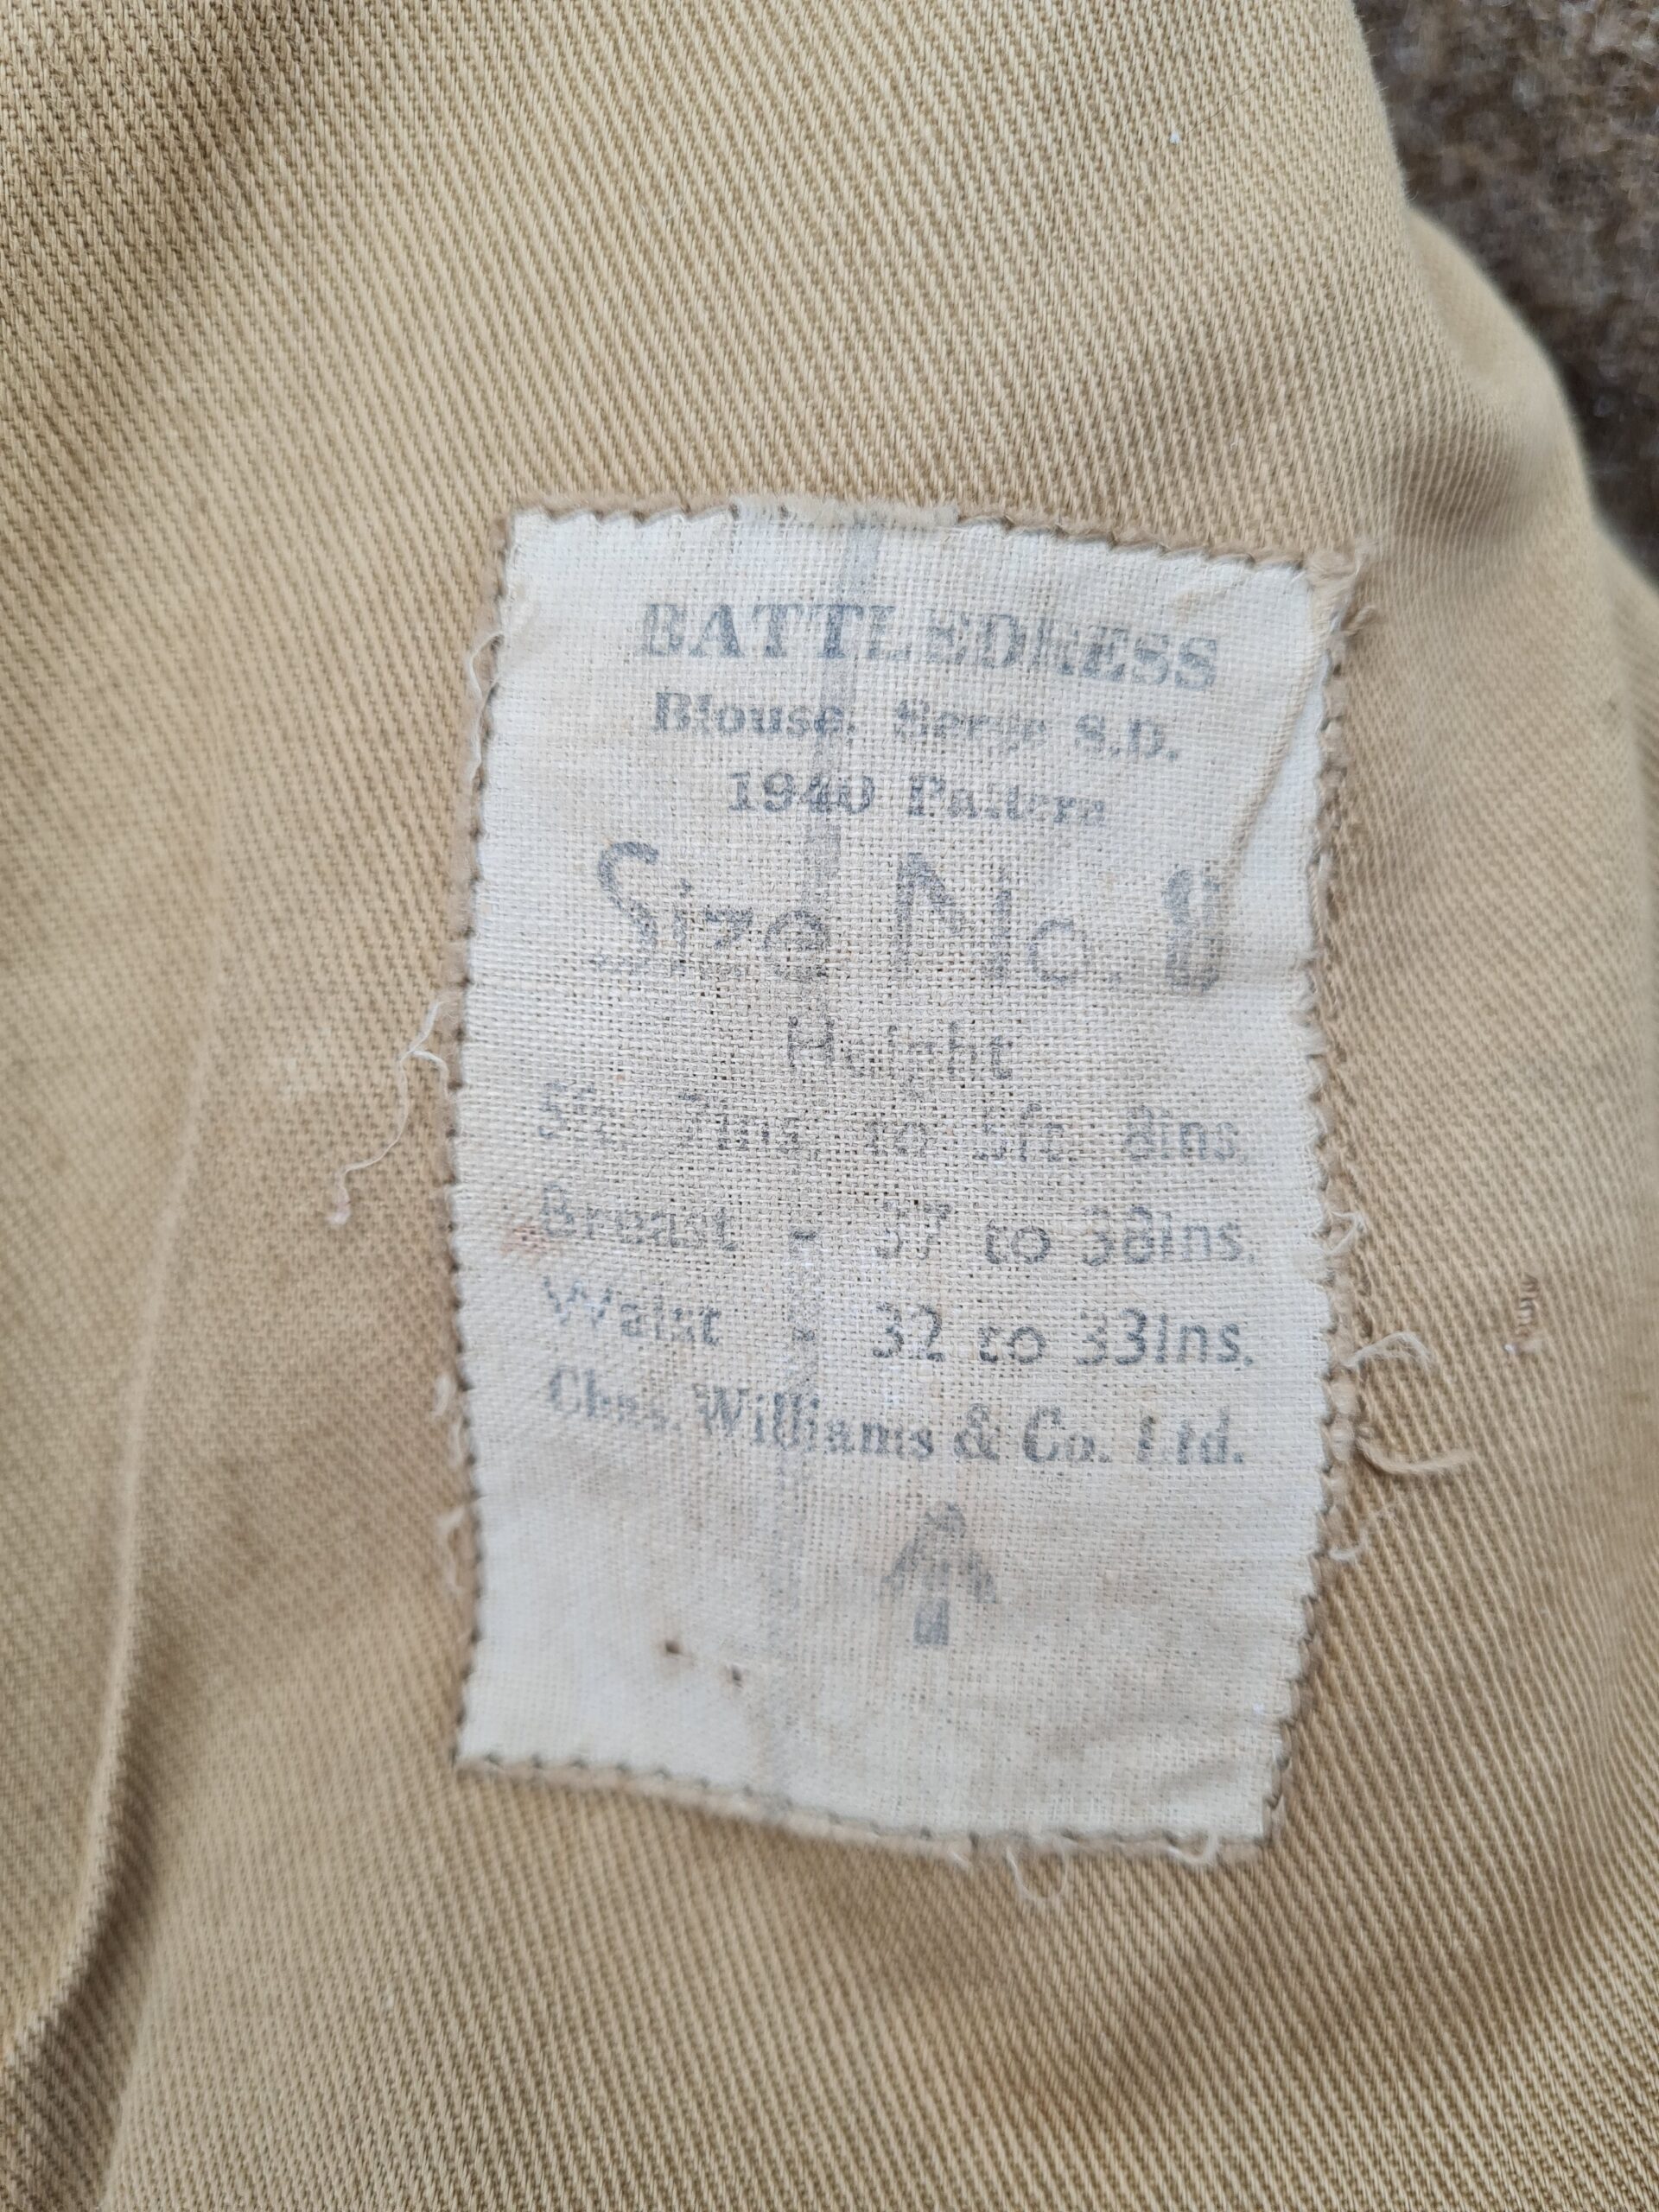 BATTLEDRESS
Blouse, Serge S.D.
1940 Pattern
Size No. 8
Height
5ft. 7ins. to 5ft. 8ins.
Breast - 37 to 38ins.
Waist - 32 to 33ins.
Chas. Williams & Co. Ltd.